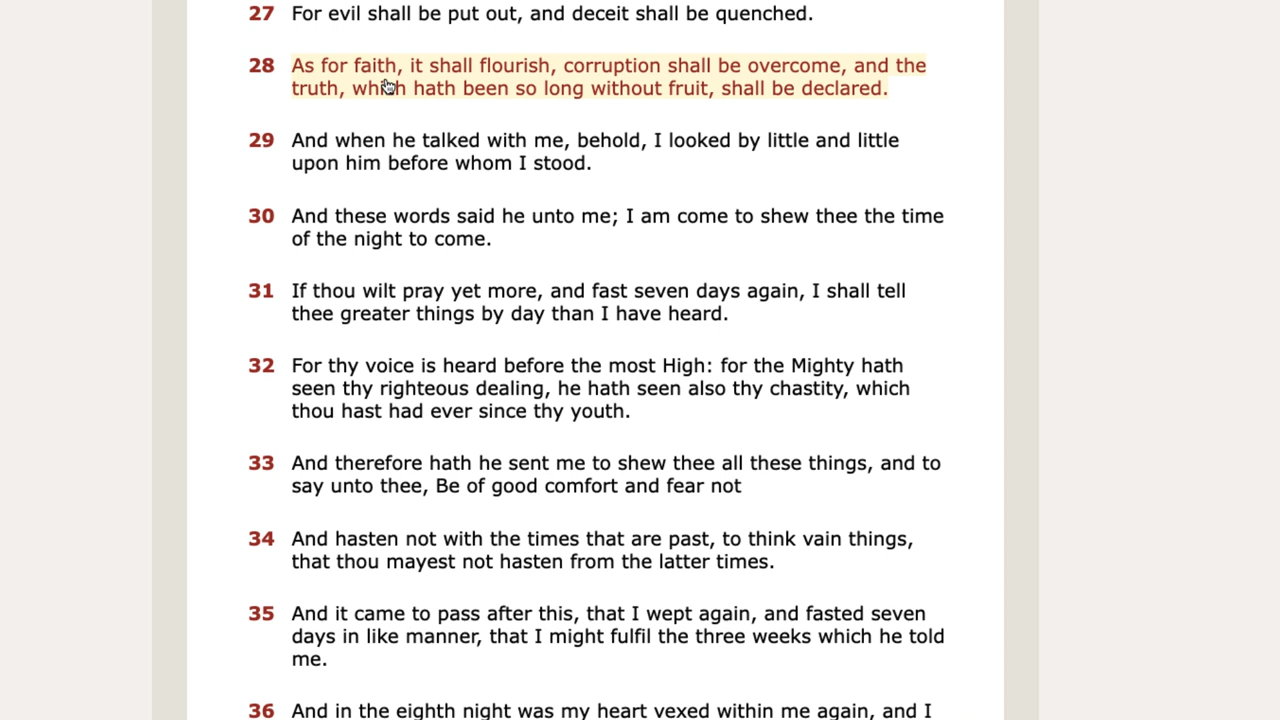 27 For evil shall be put out, and deceit shall be quenched.
28 As for faith, it shall flourish, corruption shall be overcome, and the
truth, which hath been so long without fruit, shall be declared.
29 And when he talked with me, behold, I looked by little and little
upon him before whom I stood.
30 And these words said he unto me; I am come to shew thee the time
of the night to come.
31 If thou wilt pray yet more, and fast seven days again, I shall tell
thee greater things by day than I have heard.
32 For thy voice is heard before the most High: for the Mighty hath
seen thy righteous dealing, he hath seen also thy chastity, which
thou hast had ever since thy youth.
33 And therefore hath he sent me to shew thee all these things, and to
say unto thee, Be of good comfort and fear not
34 And hasten not with the times that are past, to think vain things,
that thou mayest not hasten from the latter times.
35 And it came to pass after this, that I wept again, and fasted seven
days in like manner, that I might fulfil the three weeks which he told
me.
36 And in the eighth night was my heart vexed within me again, and I